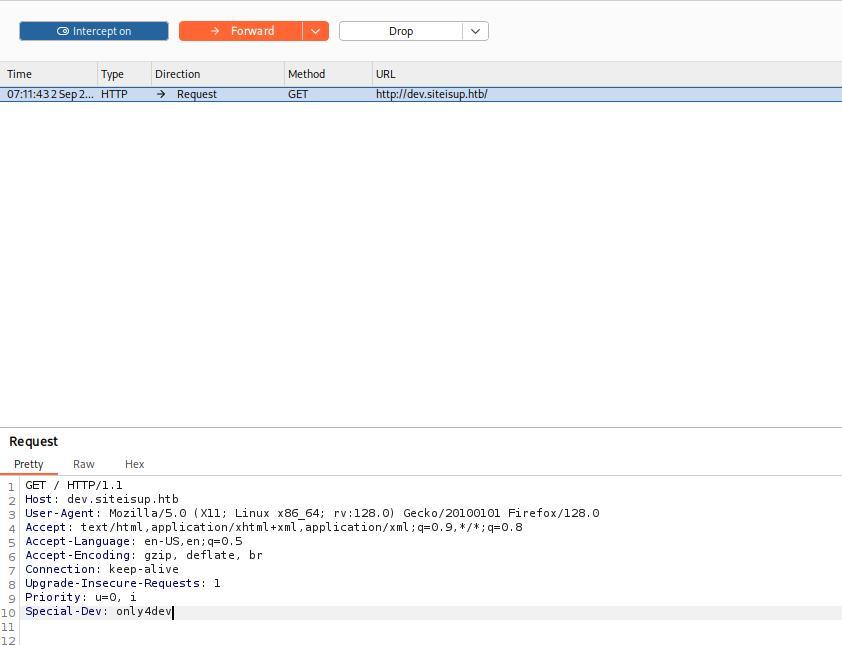 Intercept on Forward Drop
Time Type Direction Method URL
07:11:43 2 Sep 2... HTTP → Request GET http://dev.siteisup.htb/
Request
Pretty Raw Hex
1 GET / HTTP/1.1
2 Host: dev.siteisup.htb
3 User-Agent: Mozilla/5.0 (X11; Linux x86_64; rv:128.0) Gecko/20100101 Firefox/128.0
4 Accept: text/html,application/xhtml+xml,application/xml;q=0.9,*/*;q=0.8
5 Accept-Language: en-US,en;q=0.5
6 Accept-Encoding: gzip, deflate, br
7 Connection: keep-alive
8 Upgrade-Insecure-Requests: 1
9 Priority: u=0, i
10 Special-Dev: only4dev
11
12